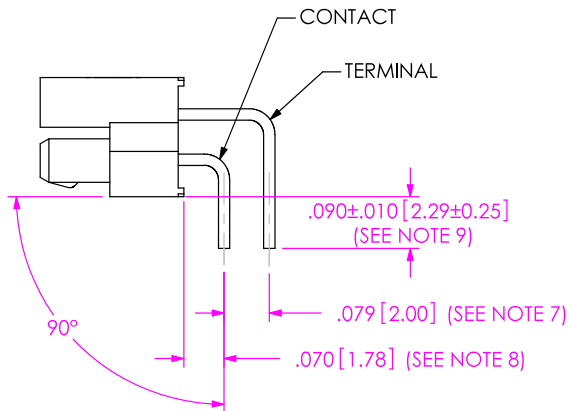 CONTACT
TERMINAL
.090±.010 [2.29±0.25]
(SEE NOTE 9)
.079 [2.00] (SEE NOTE 7)
90°
.070 [1.78] (SEE NOTE 8)